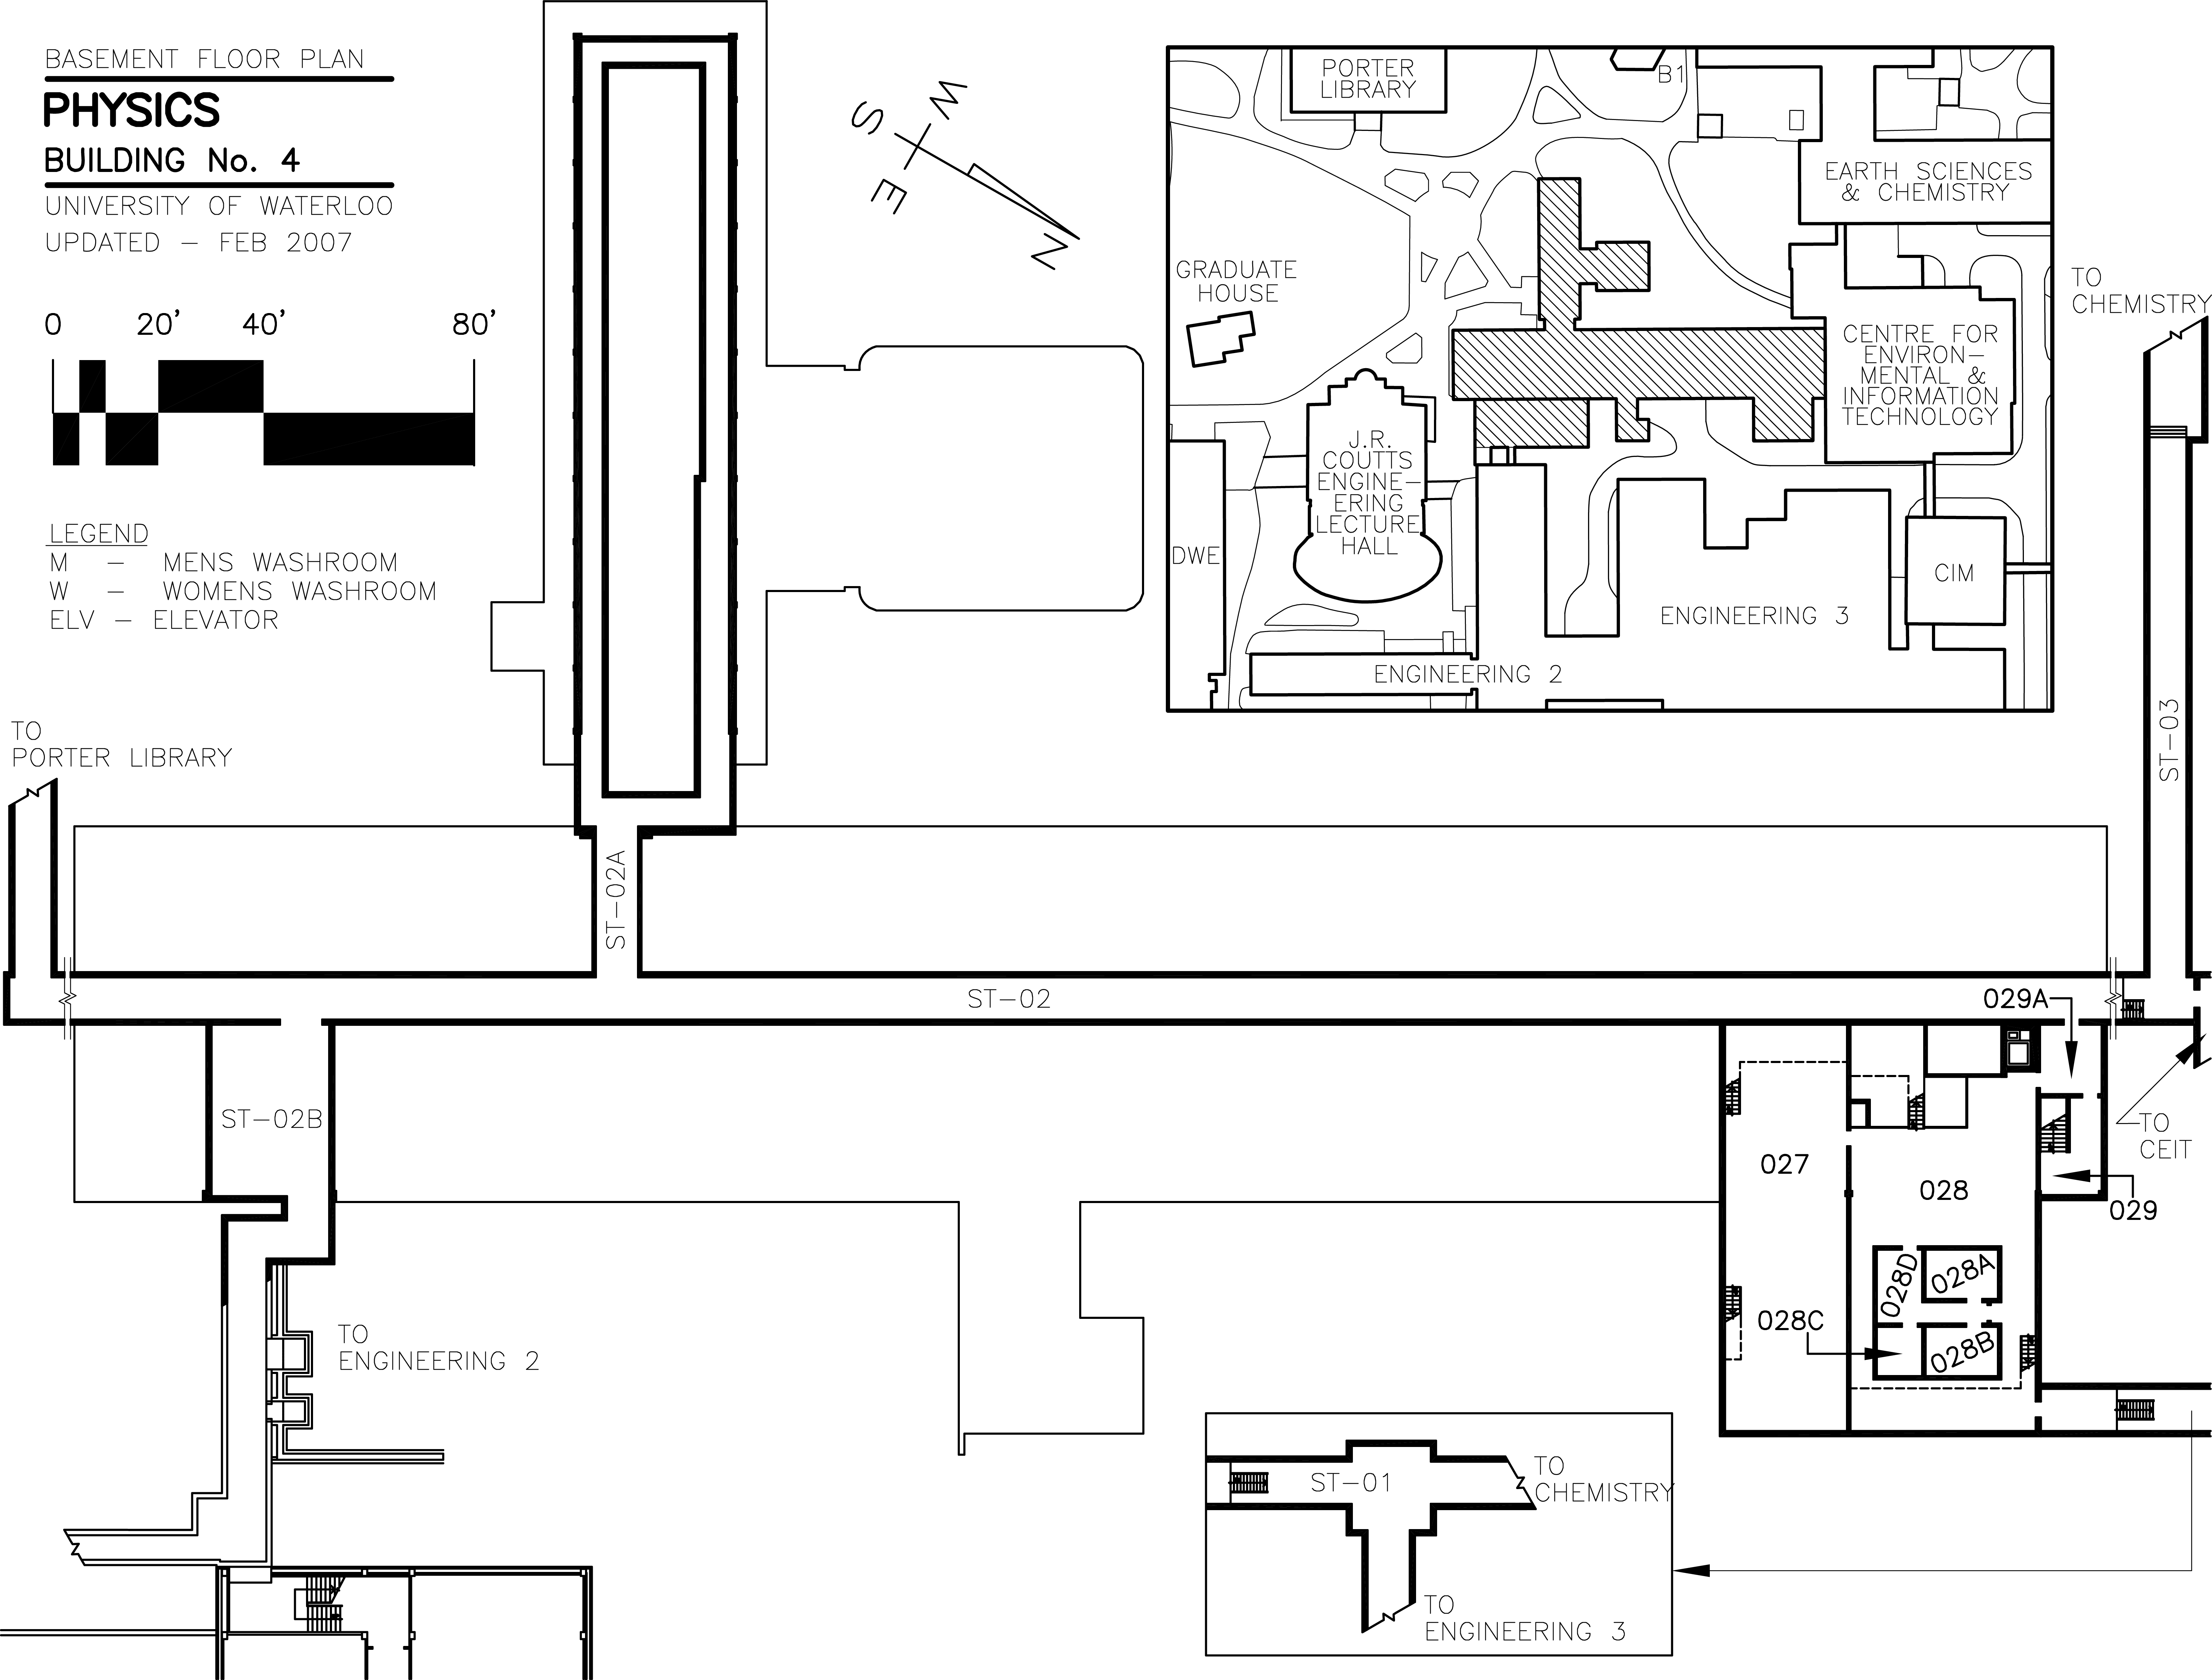 BASEMENT FLOOR PLAN
PHYSICS
BUILDING No. 4
UNIVERSITY OF WATERLOO
UPDATED - FEB 2007
0 20' 40' 80'
LEGEND
M - MENS WASHROOM
W - WOMENS WASHROOM
ELV - ELEVATOR
S
W
E
N
PORTER
LIBRARY
B1
EARTH SCIENCES
& CHEMISTRY
GRADUATE
HOUSE
CENTRE FOR
ENVIRON-
MENTAL &
INFORMATION
TECHNOLOGY
J.R.
COUTTS
ENGINE-
ERING
LECTURE
HALL
DWE
CIM
ENGINEERING 3
ENGINEERING 2
TO
CHEMISTRY
ST-03
TO
PORTER LIBRARY
ST-02A
ST-02
029A
ST-02B
TO
CEIT
027
028
029
028D
028A
028C
028B
TO
ENGINEERING 2
ST-01
TO
CHEMISTRY
TO
ENGINEERING 3